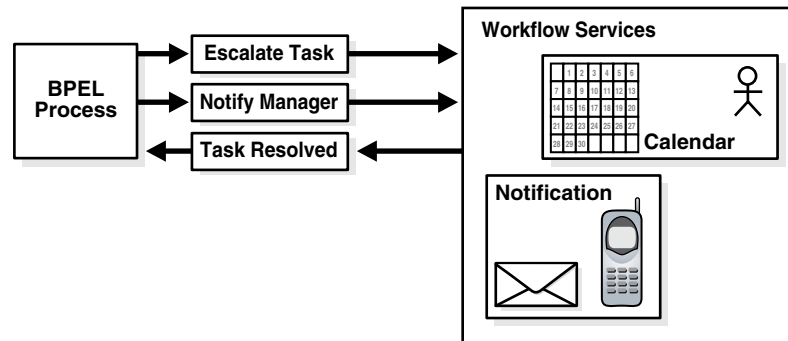 BPEL
Process
Escalate Task
Notify Manager
Task Resolved
Workflow Services
1 2 3 4 5 6
7 8 9 10 11 12 13
14 15 16 17 18 19 20
21 22 23 24 25 26 27
28 29 30
Calendar
Notification